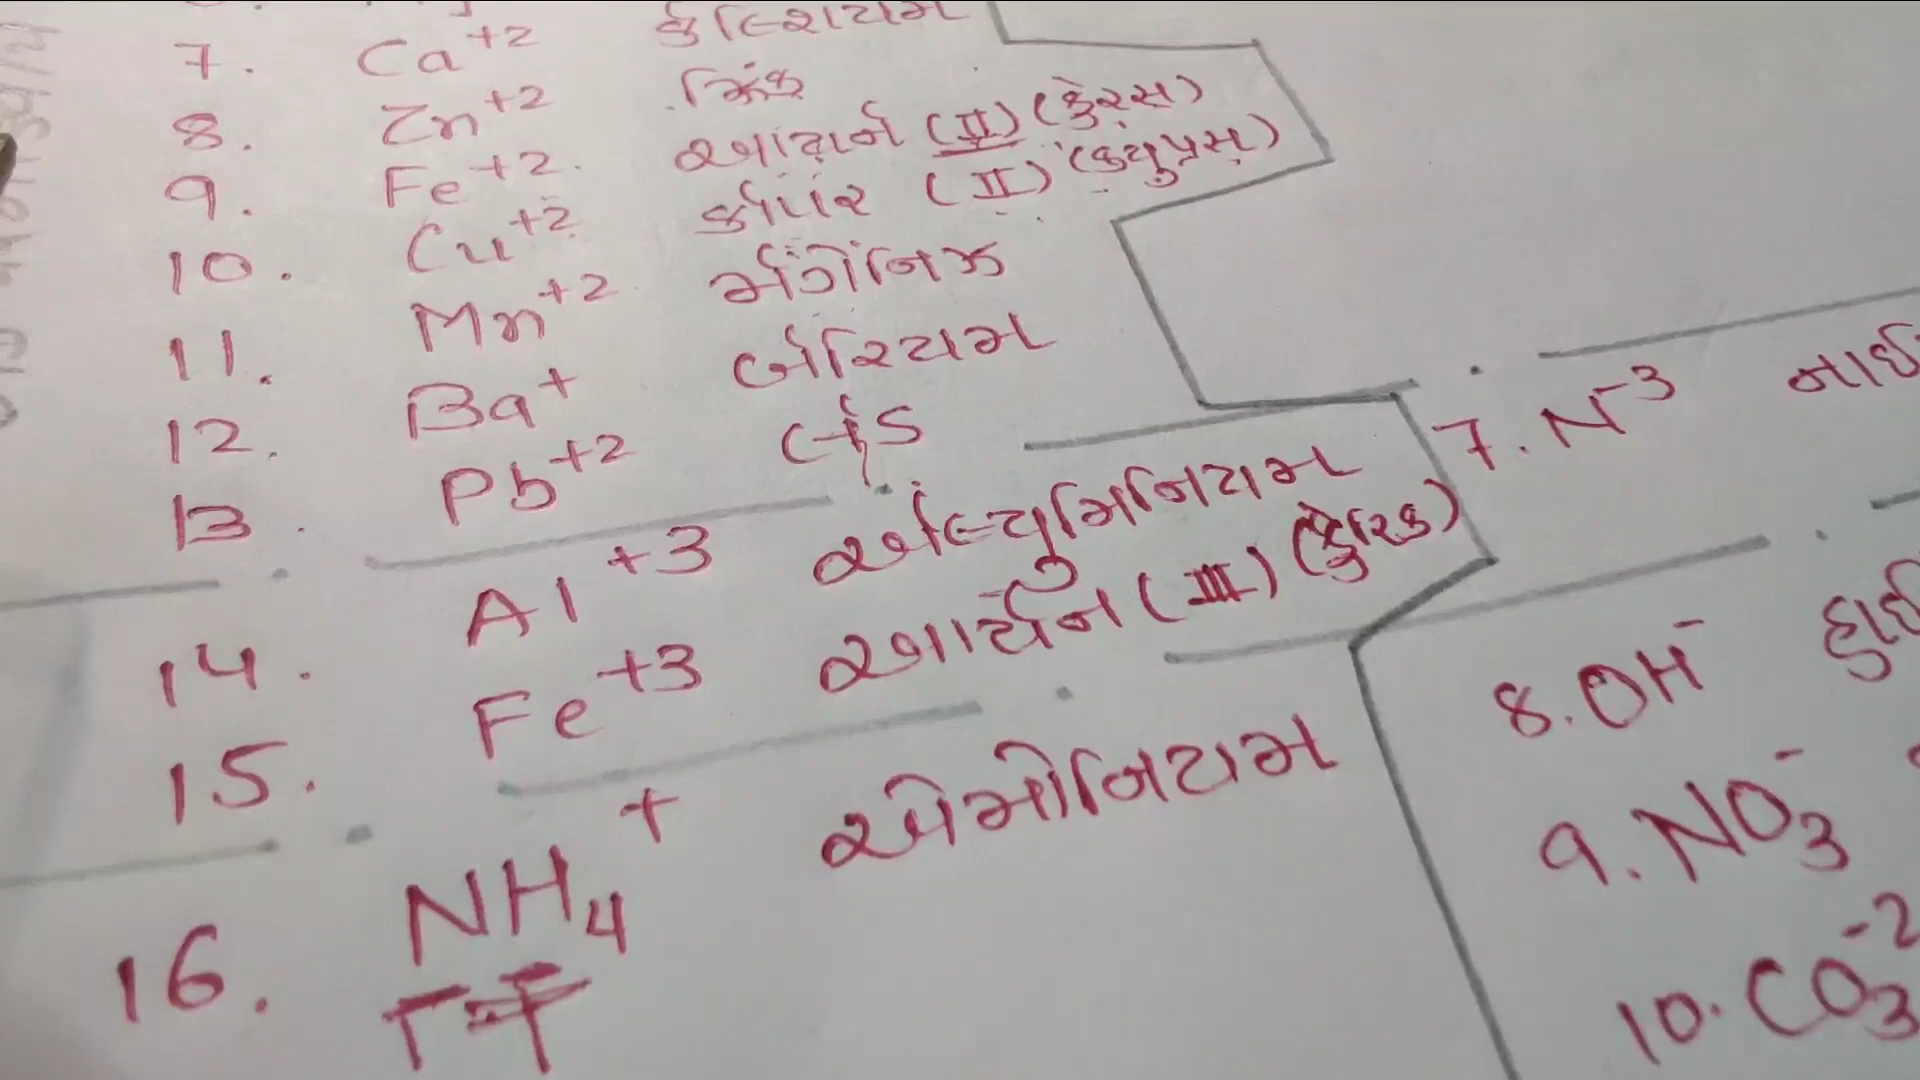 7. Ca+2 કેલ્શિયમ
8. Zn+2 ઝિંક
9. Fe+2 આયર્ન (II) (ફેરસ)
10. Cu+2 કોપર (II) (ક્યુપ્રસ)
11. Mn+2 મેંગેનિઝ
12. Ba+ બેરિયમ
13. Pb+2 લેડ
14. Al+3 એલ્યુમિનિયમ
15. Fe+3 આર્યન (III) (ફેરિક)
16. NH4+ એમોનિયમ
7. N-3 નાઈ
8. OH- હાઈ
9. NO3-
10. CO3-2